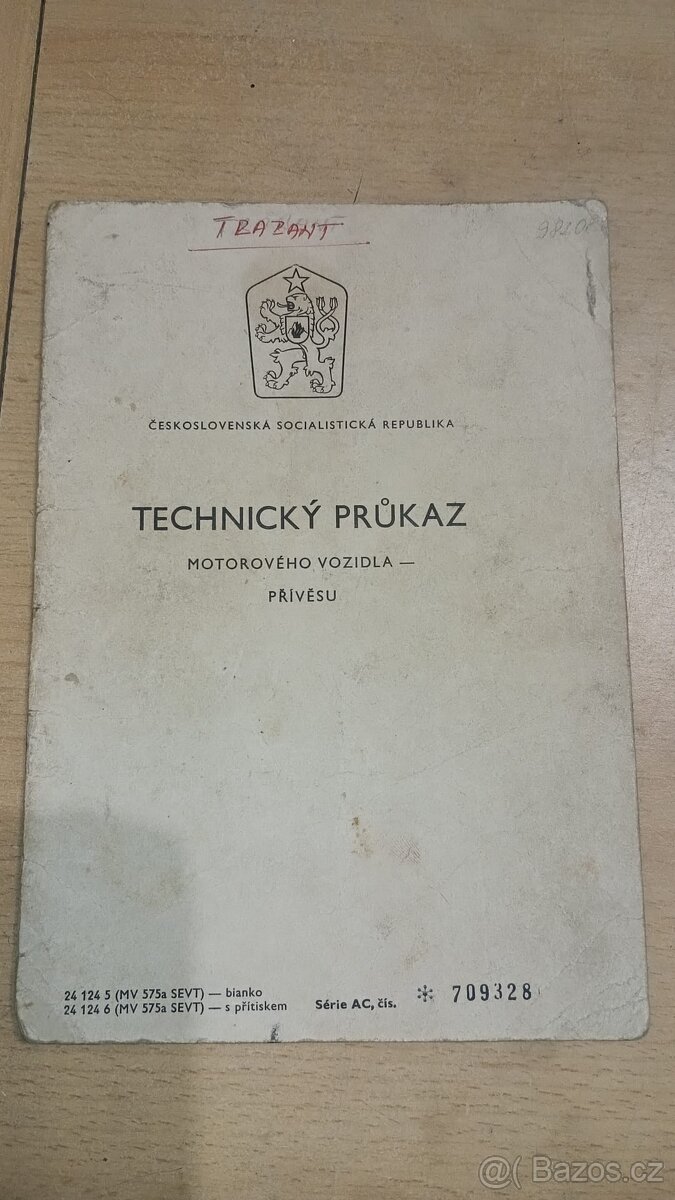 TRAZANT
ČESKOSLOVENSKÁ SOCIALISTICKÁ REPUBLIKA
TECHNICKÝ PRŮKAZ
MOTOROVÉHO VOZIDLA —
PŘÍVĚSU
24 124 5 (MV 575a SEVT) — bianko
24 124 6 (MV 575a SEVT) — s přítiskem
Série AC, čís. * 709328
@( Bazos.cz